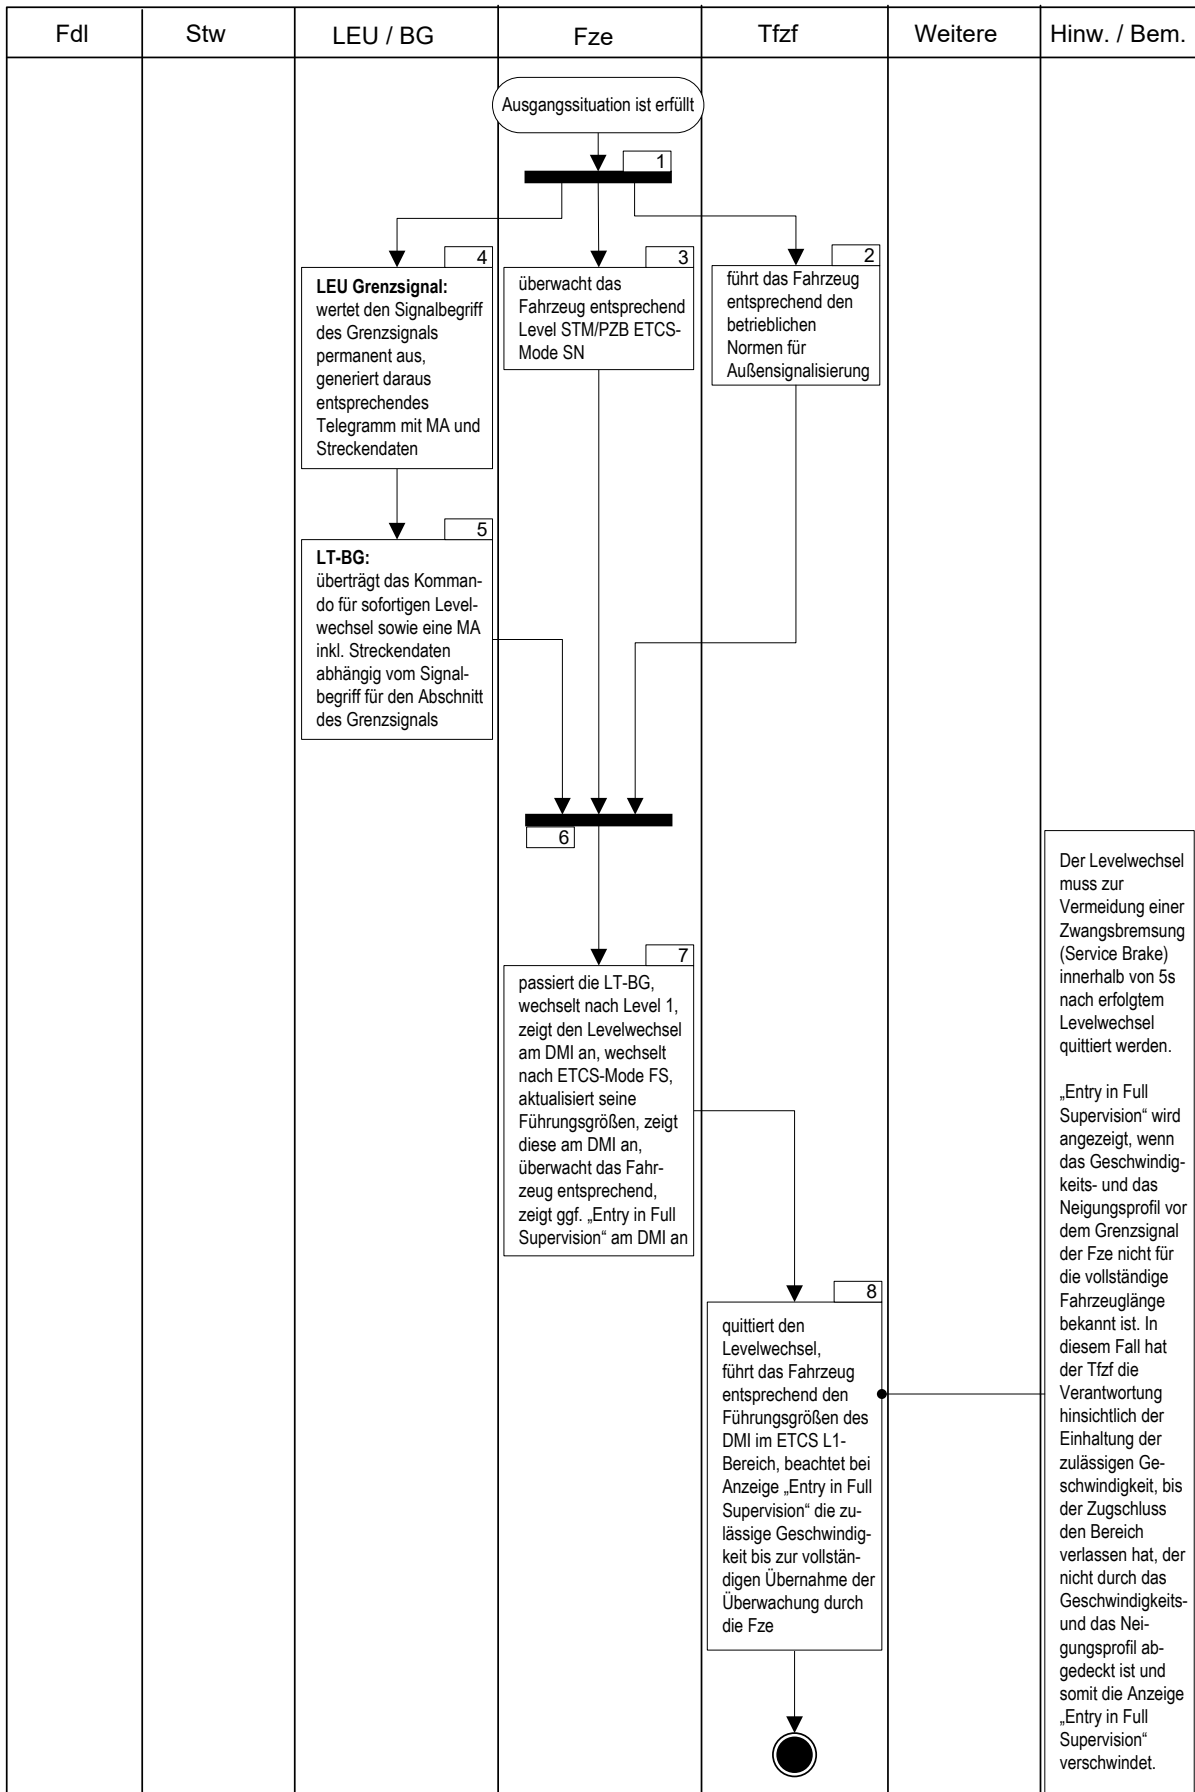 Fdl
Stw
LEU / BG
Fze
Tfzf
Weitere
Hinw. / Bem.
Ausgangssituation ist erfüllt
1
4
LEU Grenzsignal:
wertet den Signalbegriff
des Grenzsignals
permanent aus,
generiert daraus
entsprechendes
Telegramm mit MA und
Streckendaten
3
überwacht das
Fahrzeug entsprechend
Level STM/PZB ETCS-
Mode SN
2
führt das Fahrzeug
entsprechend den
betrieblichen
Normen für
Außensignalisierung
5
LT-BG:
überträgt das Komman-
do für sofortigen Level-
wechsel sowie eine MA
inkl. Streckendaten
abhängig vom Signal-
begriff für den Abschnitt
des Grenzsignals
6
7
passiert die LT-BG,
wechselt nach Level 1,
zeigt den Levelwechsel
am DMI an, wechselt
nach ETCS-Mode FS,
aktualisiert seine
Führungsgrößen, zeigt
diese am DMI an,
überwacht das Fahr-
zeug entsprechend,
zeigt ggf. „Entry in Full
Supervision“ am DMI an
8
quittiert den
Levelwechsel,
führt das Fahrzeug
entsprechend den
Führungsgrößen des
DMI im ETCS L1-
Bereich, beachtet bei
Anzeige „Entry in Full
Supervision“ die zu-
lässige Geschwindig-
keit bis zur vollstän-
digen Übernahme der
Überwachung durch
die Fze
Der Levelwechsel
muss zur
Vermeidung einer
Zwangsbremsung
(Service Brake)
innerhalb von 5s
nach erfolgtem
Levelwechsel
quittiert werden.
„Entry in Full
Supervision“ wird
angezeigt, wenn
das Geschwindig-
keits- und das
Neigungsprofil vor
dem Grenzsignal
der Fze nicht für
die vollständige
Fahrzeuglänge
bekannt ist. In
diesem Fall hat
der Tfzf die
Verantwortung
hinsichtlich der
Einhaltung der
zulässigen Ge-
schwindigkeit, bis
der Zugschluss
den Bereich
verlassen hat, der
nicht durch das
Geschwindigkeits-
und das Nei-
gungsprofil ab-
gedeckt ist und
somit die Anzeige
„Entry in Full
Supervision“
verschwindet.